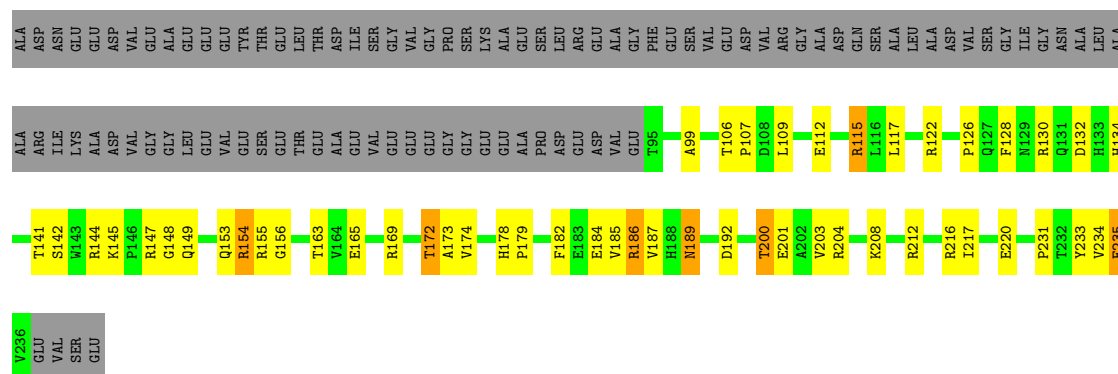 ALA ASP ASN GLU GLU ASP VAL GLU ALA GLU GLU GLU TYR THR GLU LEU THR ASP ILE SER GLY VAL GLY PRO SER LYS ALA GLU SER LEU ARG GLU ALA GLY PHE GLU SER VAL GLU ASP VAL ARG GLY ALA ASP GLN SER ALA LEU ALA ASP VAL SER GLY ILE GLY ASN ALA LEU ALA
ALA ARG ILE LYS ALA ASP VAL GLY GLY LEU GLU VAL GLU SER GLU THR GLU ALA GLU VAL GLU GLU GLY GLY GLU GLU ALA PRO ASP GLU ASP VAL GLU T95 A99 T106 P107 D108 L109 E112 R115 L116 L117 R122 P126 Q127 F128 N129 R130 Q131 D132 H133 H134
T141 S142 W143 R144 K145 P146 R147 G148 Q149 Q153 R154 R155 G156 T163 V164 E165 R169 T172 A173 V174 H178 P179 F182 E183 E184 V185 R186 V187 H188 N189 D192 T200 E201 A202 V203 R204 K208 R212 R216 I217 E220 P231 T232 Y233 V234
V236 GLU VAL SER GLU